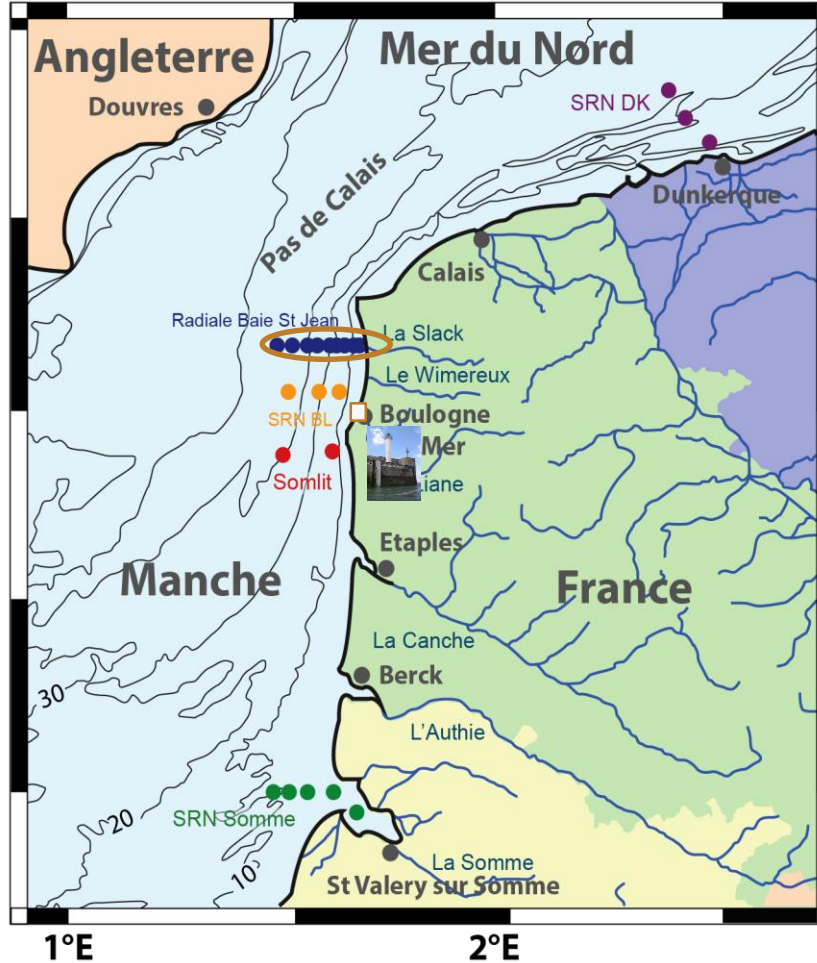 Angleterre
Mer du Nord
Douvres
SRN DK
Dunkerque
Pas de Calais
Calais
Radiale Baie St Jean
La Slack
Le Wimereux
SRN BL
Boulogne
Mer
Somlit
iane
Etaples
Manche
France
La Canche
Berck
30
L'Authie
20
SRN Somme
10
La Somme
St Valery sur Somme
1°E
2°E